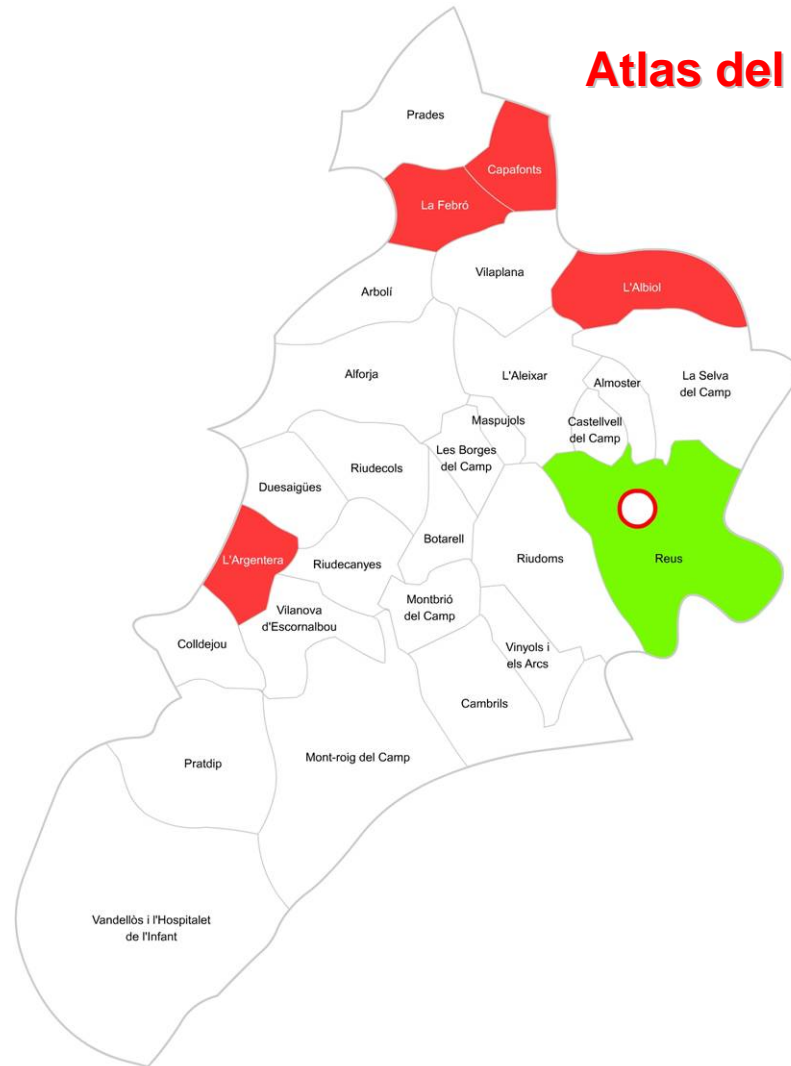 Atlas del
Prades
Capafonts
La Febró
Vilaplana
L'Albiol
Arbolí
Alforja
L'Aleixar
Almoster
La Selva
del Camp
Maspujols
Castellvell
del Camp
Les Borges
del Camp
Riudecols
Duesaigües
Botarell
Riudoms
Reus
L'Argentera
Riudecanyes
Montbrió
del Camp
Vilanova
d'Escornalbou
Colldejou
Vinyols i
els Arcs
Cambrils
Pratdip
Mont-roig del Camp
Vandellòs i l'Hospitalet
de l'Infant